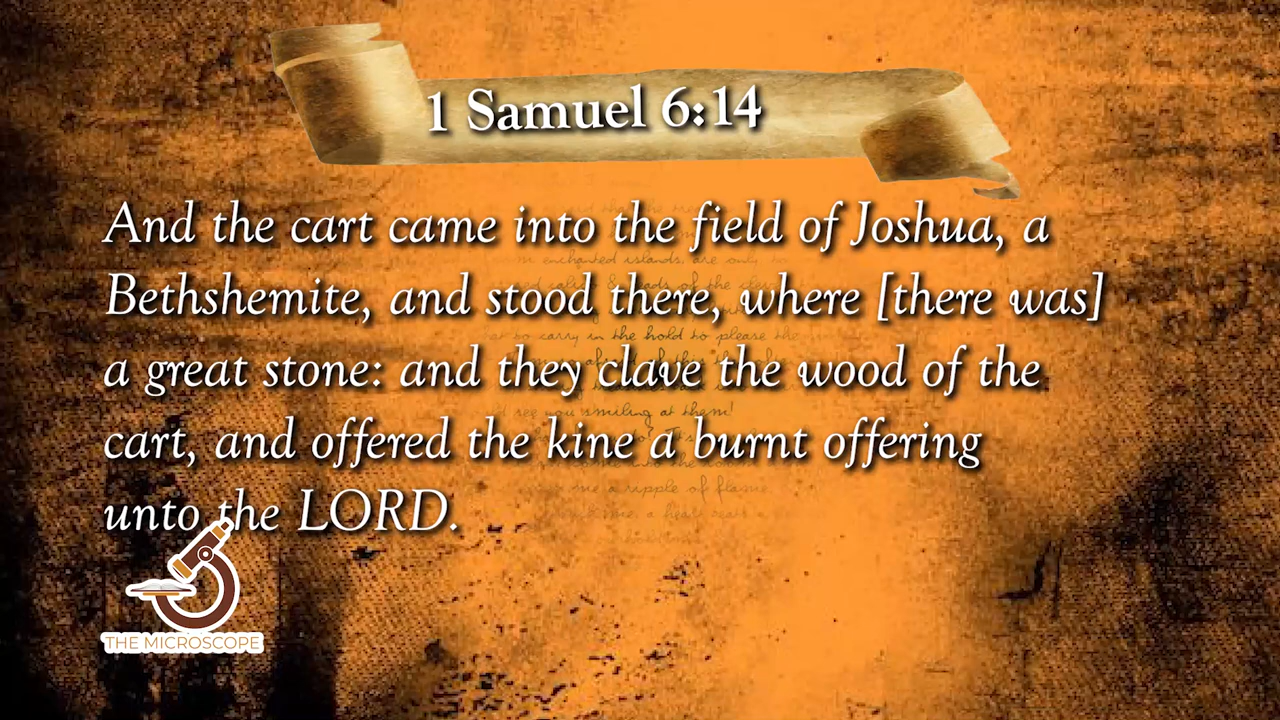 1 Samuel 6:14
And the cart came into the field of Joshua, a
Bethshemite, and stood there, where [there was]
a great stone: and they clave the wood of the
cart, and offered the kine a burnt offering
unto the LORD.
THE MICROSCOPE